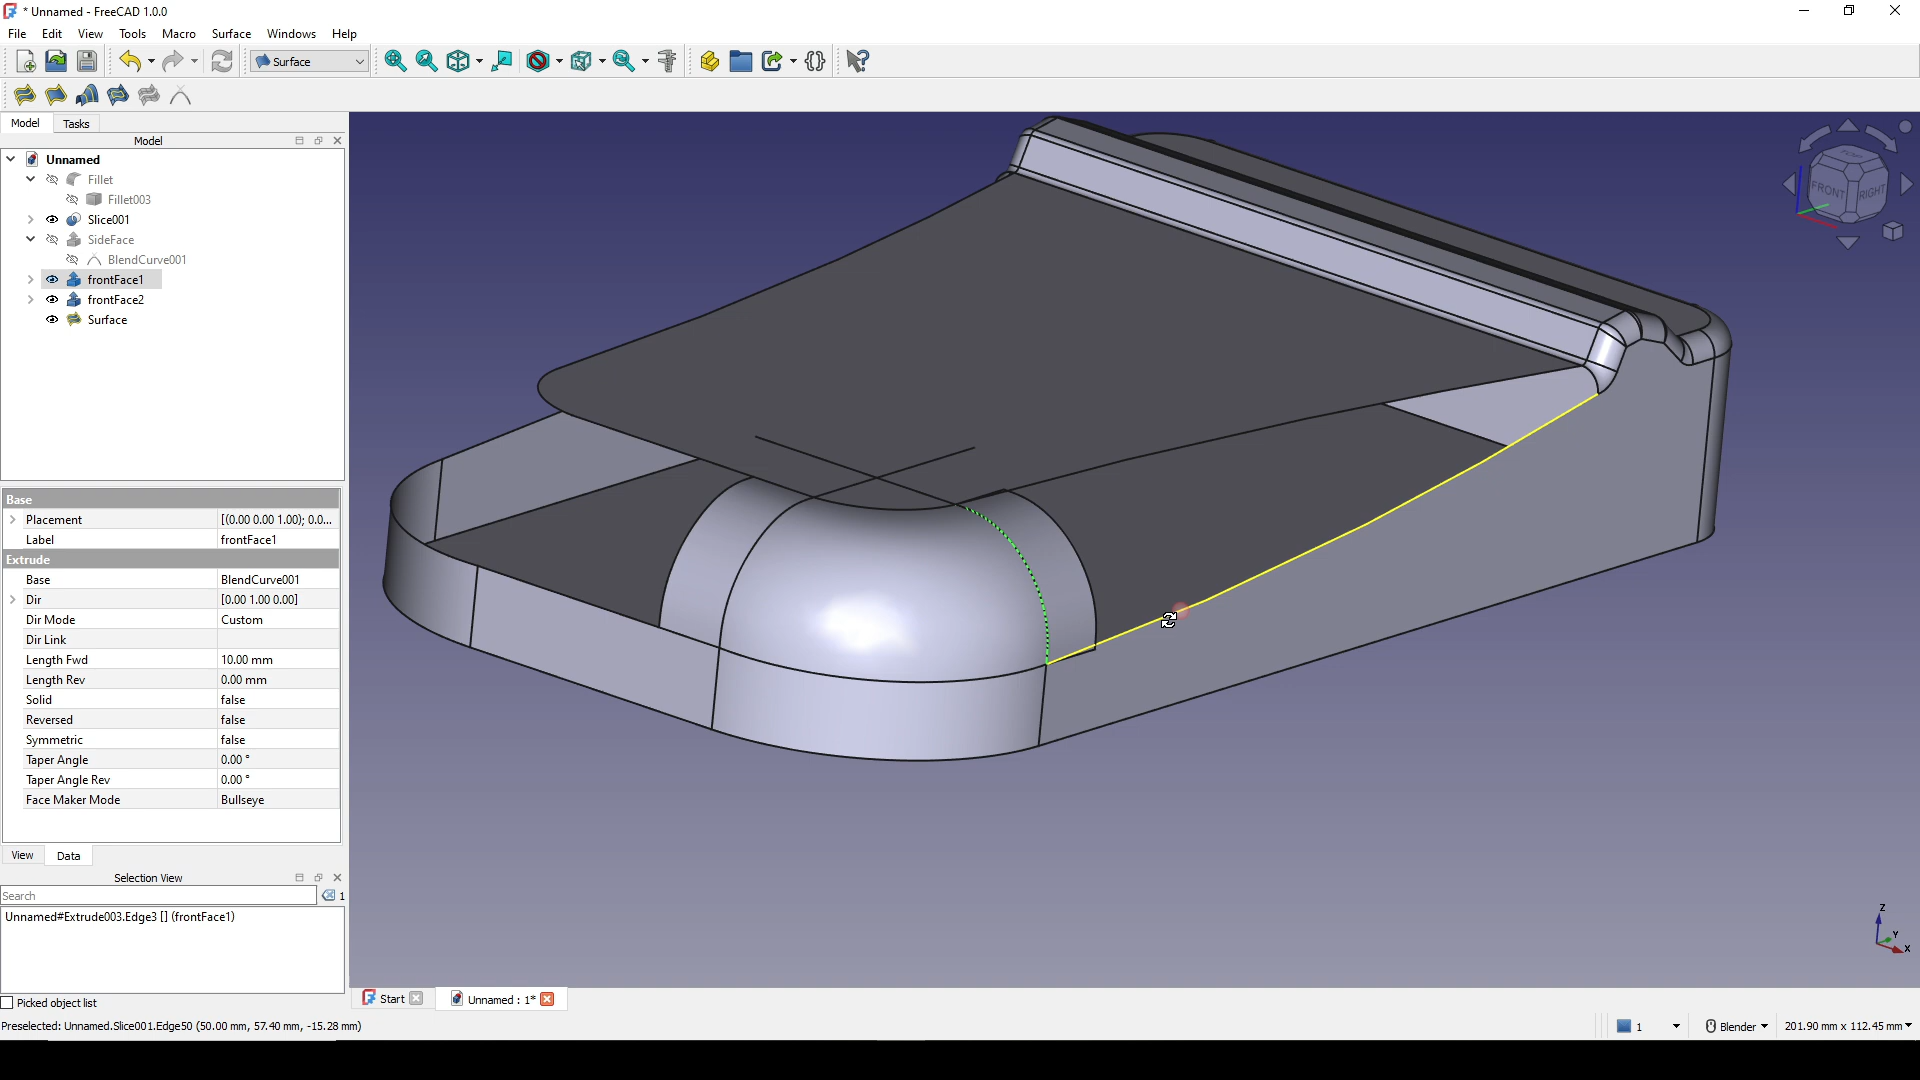 * Unnamed - FreeCAD 1.0.0
File Edit View Tools Macro Surface Windows Help
Surface
Model Tasks
Model
Unnamed
Fillet
Fillet003
Slice001
SideFace
BlendCurve001
frontFace1
frontFace2
Surface
Base
Placement [(0.00 0.00 1.00); 0.0...
Label frontFace1
Extrude
Base BlendCurve001
Dir [0.00 1.00 0.00]
Dir Mode Custom
Dir Link
Length Fwd 10.00 mm
Length Rev 0.00 mm
Solid false
Reversed false
Symmetric false
Taper Angle 0.00 °
Taper Angle Rev 0.00 °
Face Maker Mode Bullseye
View Data
Selection View
Search 1
Unnamed#Extrude003.Edge3 [] (frontFace1)
Picked object list
Preselected: Unnamed.Slice001.Edge50 (50.00 mm, 57.40 mm, -15.28 mm)
TOP
FRONT RIGHT
Z
Y
X
Start Unnamed : 1*
1 Blender 201.90 mm x 112.45 mm